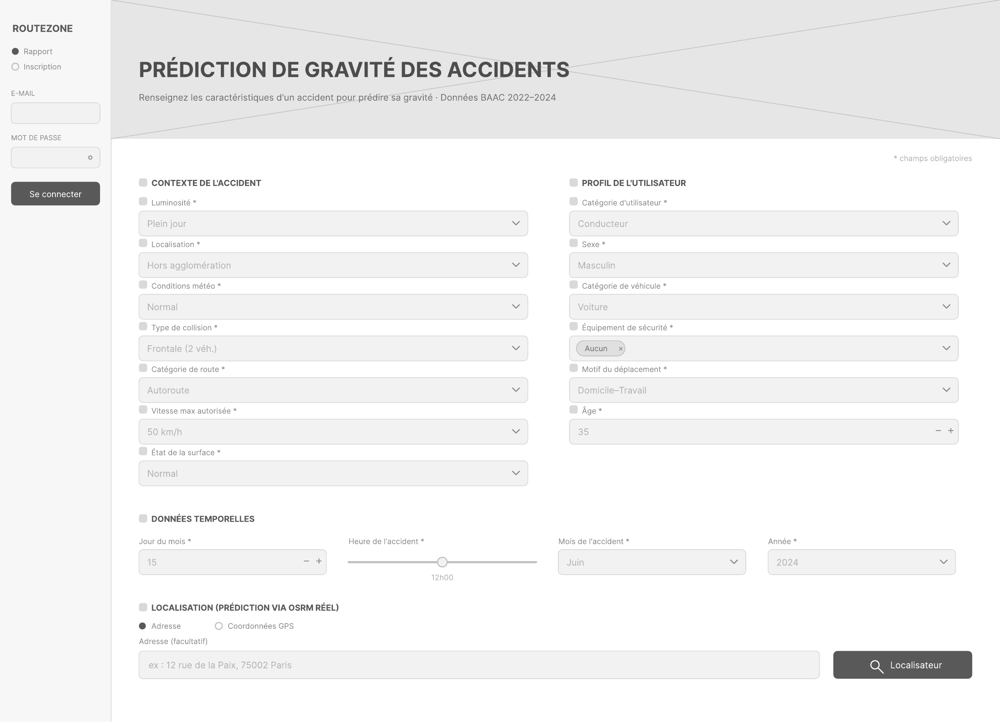 ROUTEZONE
Rapport
Inscription
E-MAIL
MOT DE PASSE
Se connecter
PRÉDICTION DE GRAVITÉ DES ACCIDENTS
Renseignez les caractéristiques d'un accident pour prédire sa gravité · Données BAAC 2022–2024
* champs obligatoires
CONTEXTE DE L'ACCIDENT
Luminosité *
Plein jour
Localisation *
Hors agglomération
Conditions météo *
Normal
Type de collision *
Frontale (2 véh.)
Catégorie de route *
Autoroute
Vitesse max autorisée *
50 km/h
État de la surface *
Normal
PROFIL DE L'UTILISATEUR
Catégorie d'utilisateur *
Conducteur
Sexe *
Masculin
Catégorie de véhicule *
Voiture
Équipement de sécurité *
Aucun ×
Motif du déplacement *
Domicile–Travail
Âge *
35 − +
DONNÉES TEMPORELLES
Jour du mois *
15 − +
Heure de l'accident *
12h00
Mois de l'accident *
Juin
Année *
2024
LOCALISATION (PRÉDICTION VIA OSRM RÉEL)
Adresse
Coordonnées GPS
Adresse (facultatif)
ex : 12 rue de la Paix, 75002 Paris
Localisateur